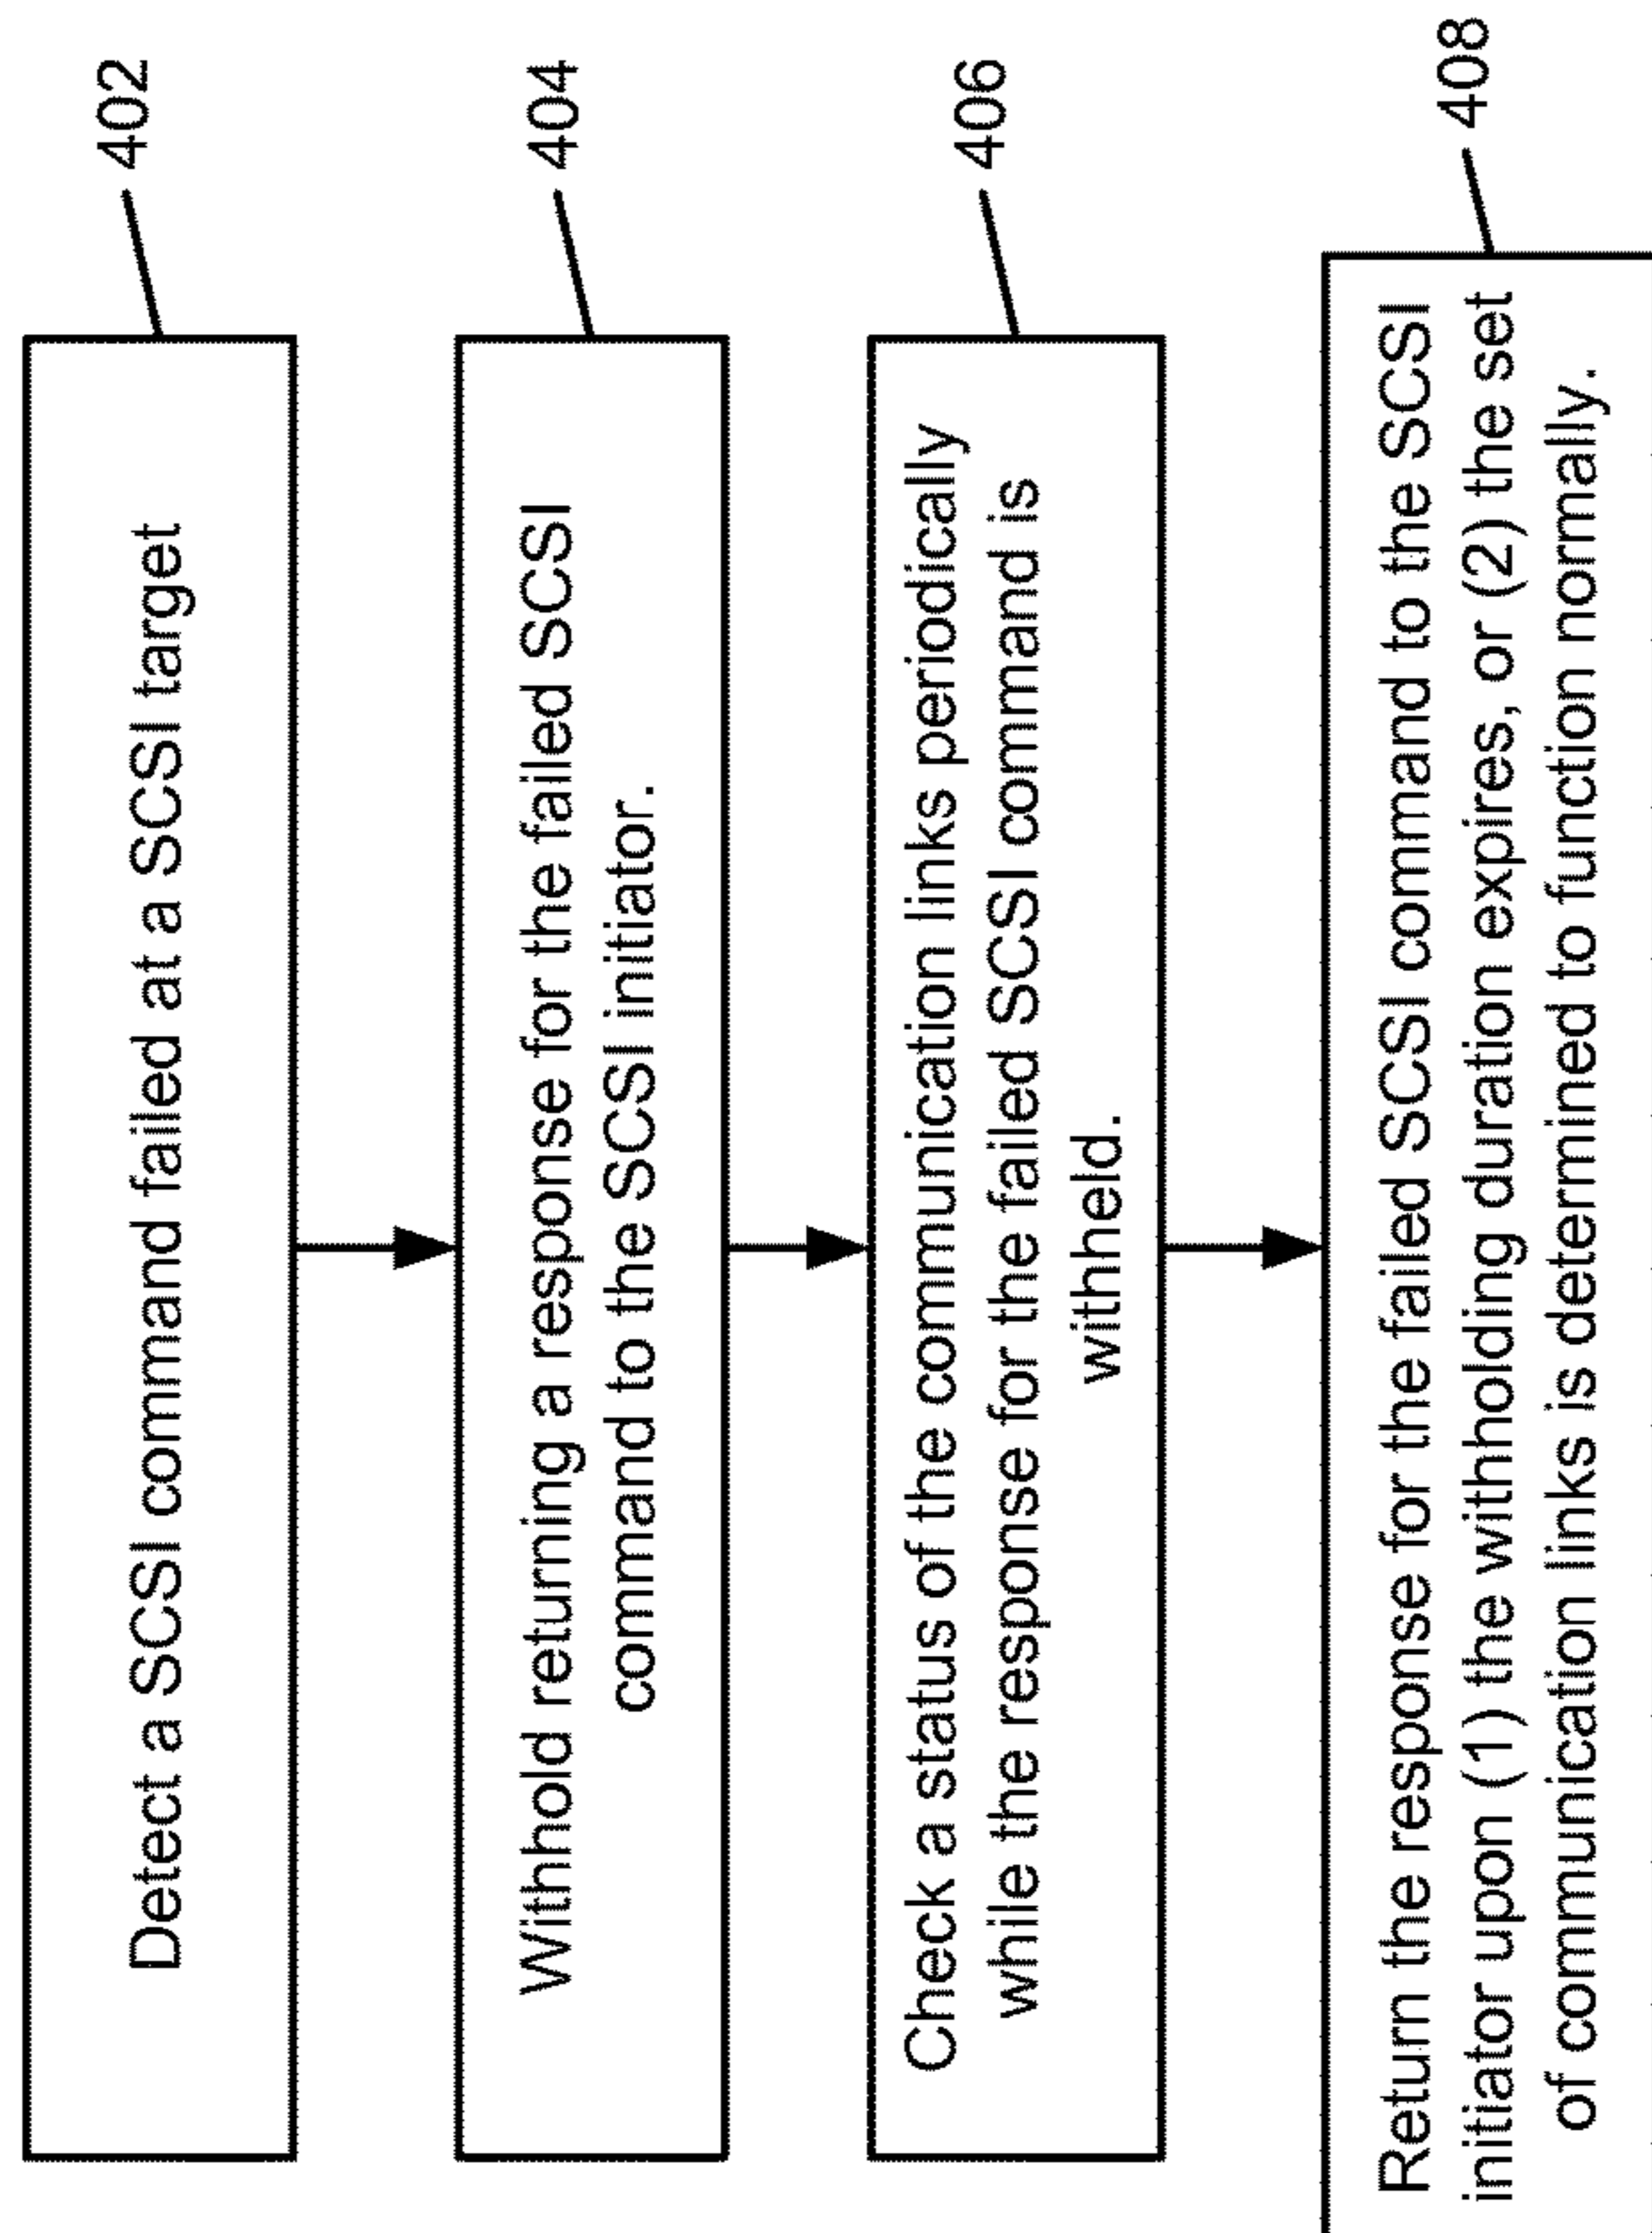 402
Detect a SCSI command failed at a SCSI target
404
Withhold returning a response for the failed SCSI
command to the SCSI initiator.
406
Check a status of the communication links periodically
while the response for the failed SCSI command is
withheld.
408
Return the response for the failed SCSI command to the SCSI
initiator upon (1) the withholding duration expires, or (2) the set
of communication links is determined to function normally.